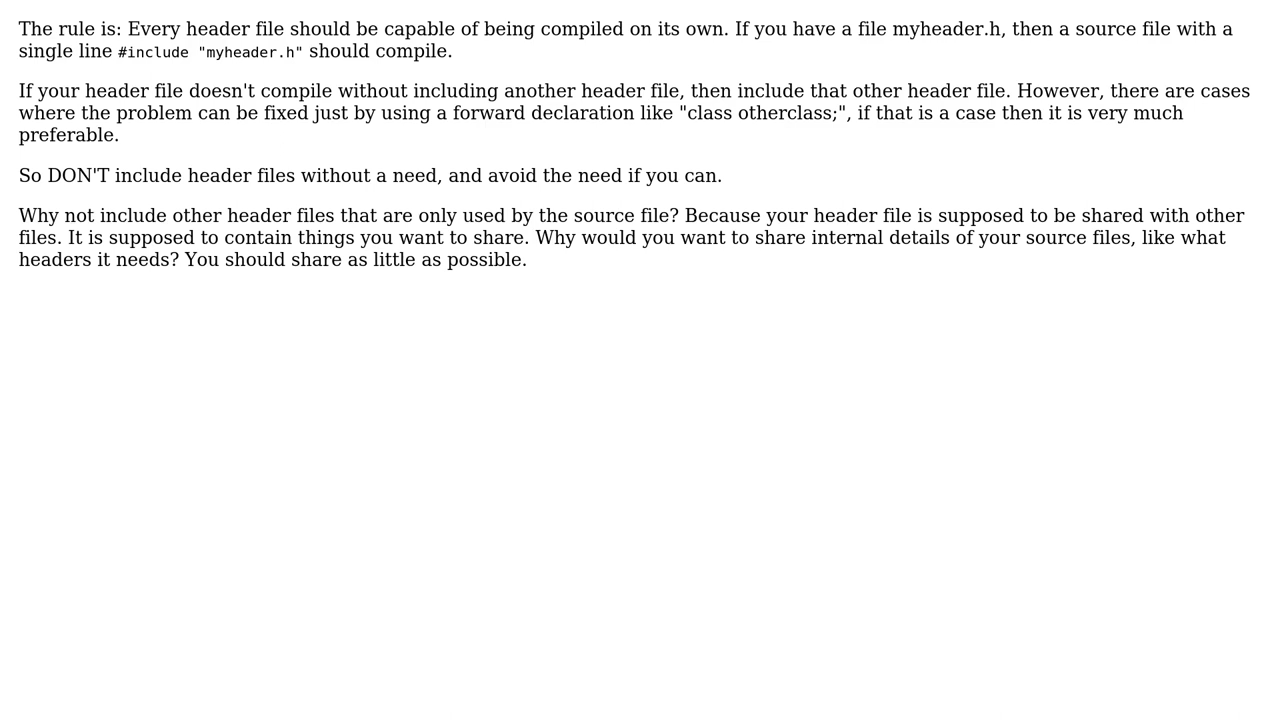 The rule is: Every header file should be capable of being compiled on its own. If you have a file myheader.h, then a source file with a
single line #include "myheader.h" should compile.
If your header file doesn't compile without including another header file, then include that other header file. However, there are cases
where the problem can be fixed just by using a forward declaration like "class otherclass;", if that is a case then it is very much
preferable.
So DON'T include header files without a need, and avoid the need if you can.
Why not include other header files that are only used by the source file? Because your header file is supposed to be shared with other
files. It is supposed to contain things you want to share. Why would you want to share internal details of your source files, like what
headers it needs? You should share as little as possible.